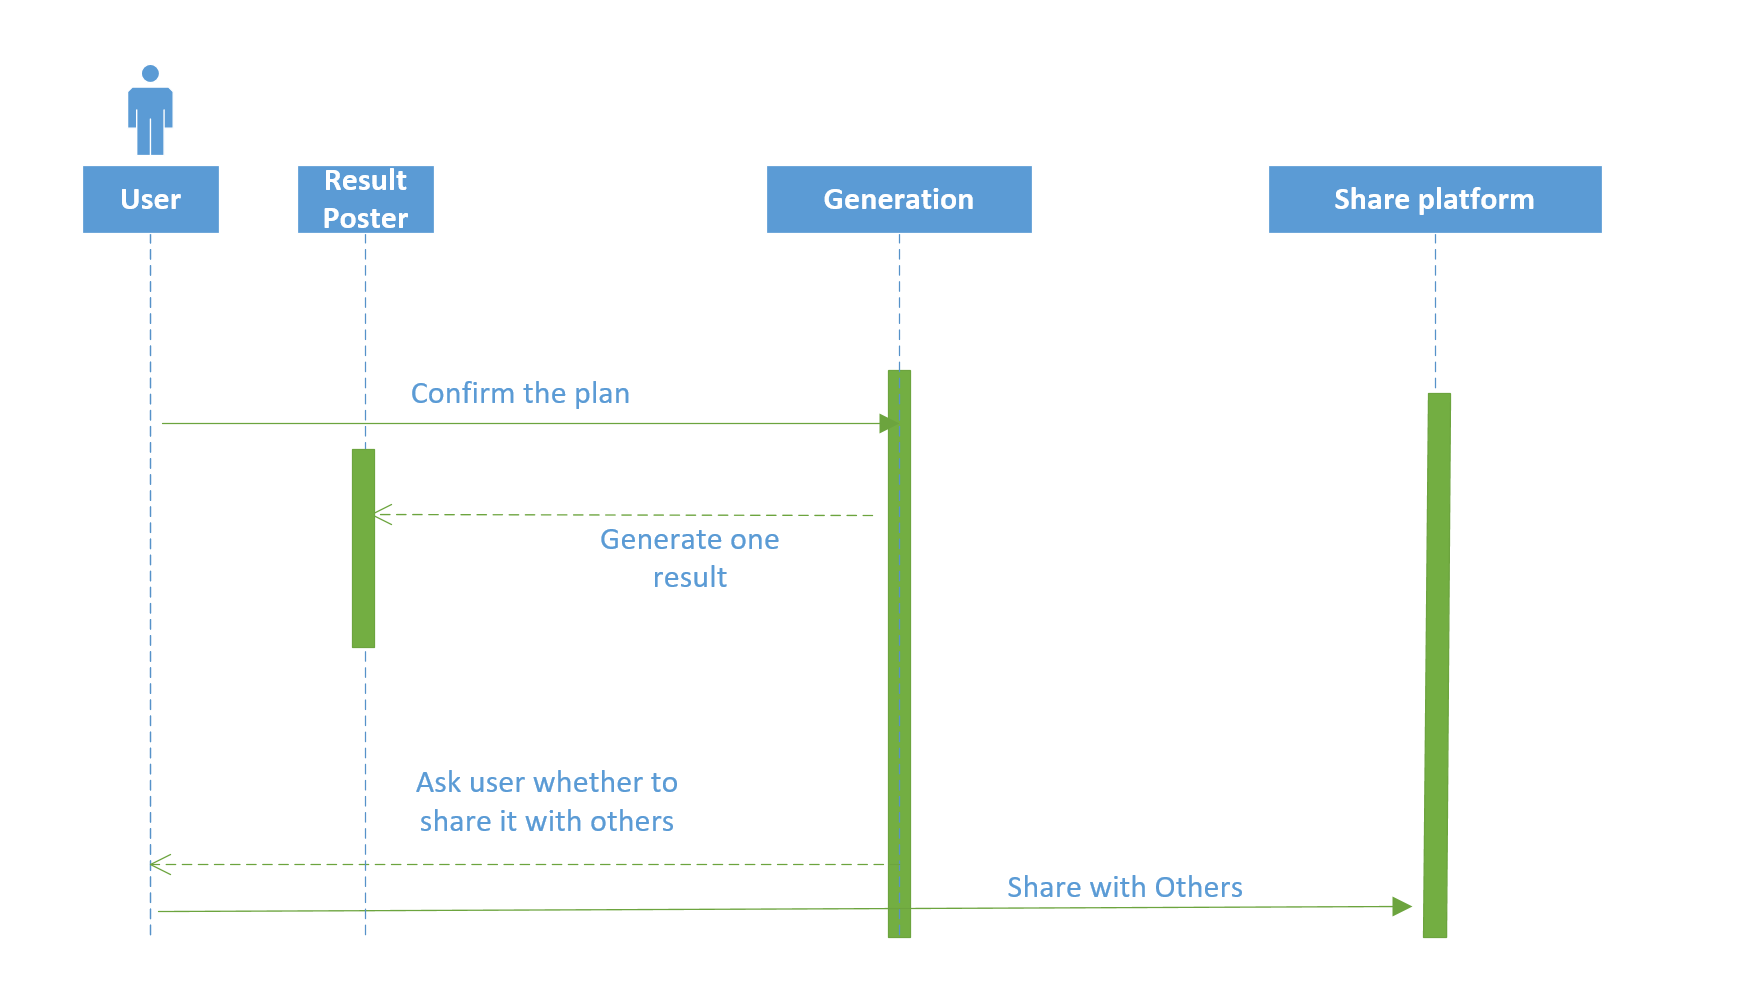 User
Result
Poster
Generation
Share platform
Confirm the plan
Generate one
result
Ask user whether to
share it with others
Share with Others